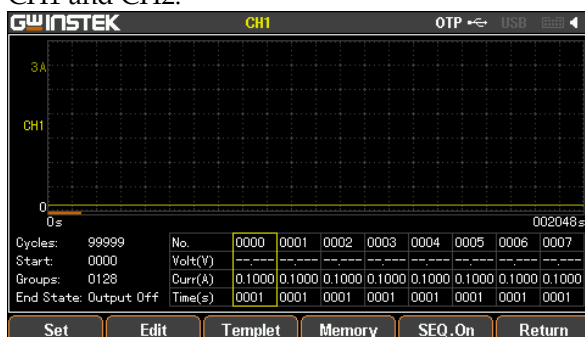 CH1 and CH2.
GWINSTEK CH1 OTP USB
3A
CH1
0
0s 002048s
Cycles: 99999 No. 0000 0001 0002 0003 0004 0005 0006 0007
Start: 0000 Volt(V) --.--- --.--- --.--- --.--- --.--- --.--- --.--- --.---
Groups: 0128 Curr(A) 0.1000 0.1000 0.1000 0.1000 0.1000 0.1000 0.1000 0.1000
End State: Output Off Time(s) 0001 0001 0001 0001 0001 0001 0001 0001
Set Edit Templet Memory SEQ.On Return